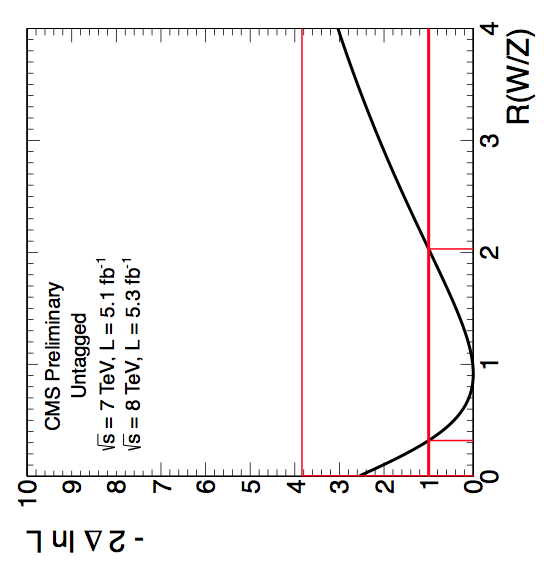 CMS Preliminary
Untagged
√s = 7 TeV, L = 5.1 fb⁻¹
√s = 8 TeV, L = 5.3 fb⁻¹
- 2 Δ ln L
10
9
8
7
6
5
4
3
2
1
0
0
1
2
3
4
R(W/Z)